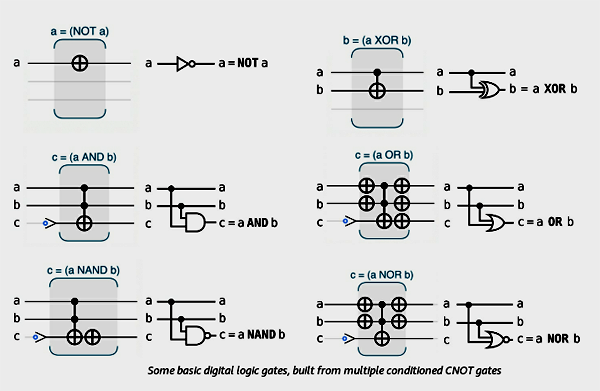 a = (NOT a)
a
a
a = NOT a
b = (a XOR b)
a
b
a
b
a
b = a XOR b
c = (a AND b)
a
b
c
a
b
c
a
b
c = a AND b
c = (a OR b)
a
b
c
a
b
c
a
b
c = a OR b
c = (a NAND b)
a
b
c
a
b
c
a
b
c = a NAND b
c = (a NOR b)
a
b
c
a
b
c
a
b
c = a NOR b
Some basic digital logic gates, built from multiple conditioned CNOT gates